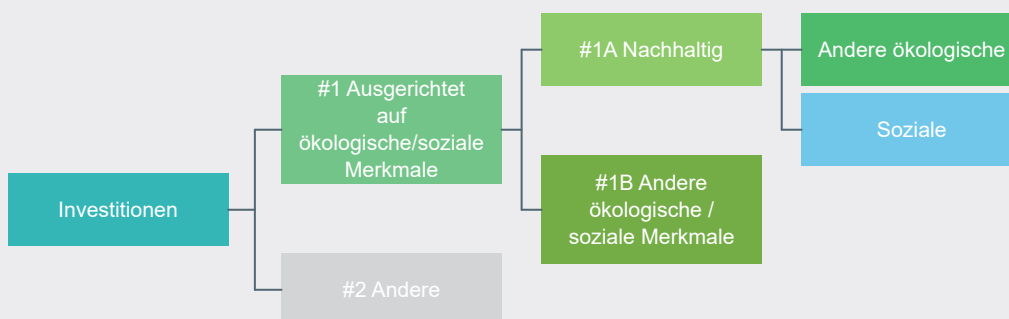 Investitionen
#1 Ausgerichtet
auf
ökologische/soziale
Merkmale
#2 Andere
#1A Nachhaltig
#1B Andere
ökologische /
soziale Merkmale
Andere ökologische
Soziale